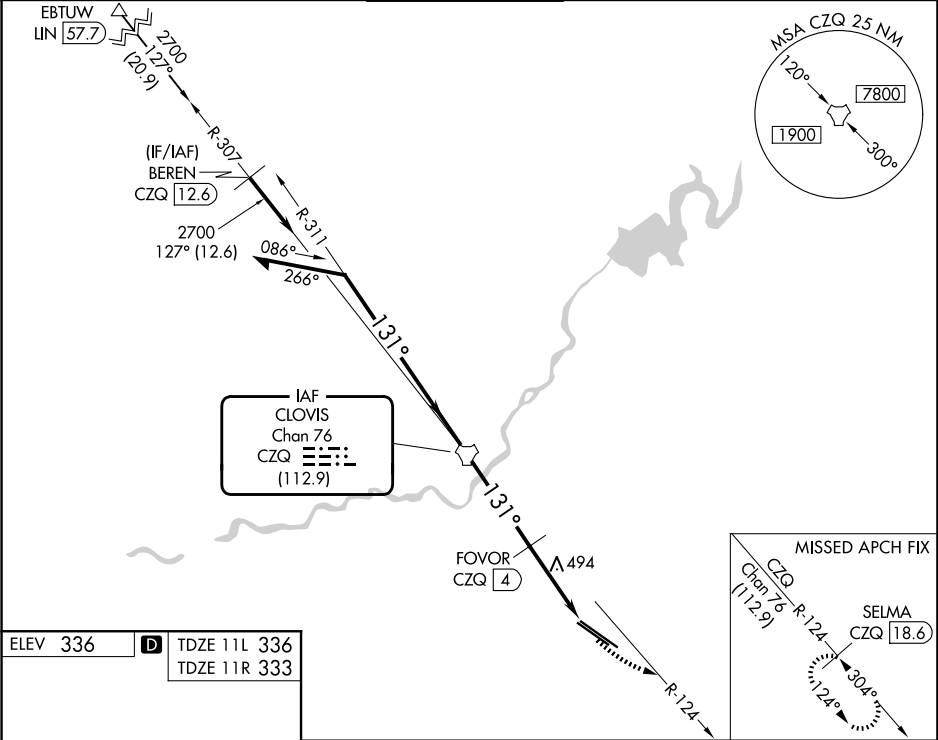 EBTUW
LIN 57.7
2700
127°
(20.9)
R-307
(IF/IAF)
BEREN
CZQ 12.6
2700
127° (12.6)
R-311
086°
266°
131°
IAF
CLOVIS
Chan 76
CZQ
(112.9)
131°
FOVOR
CZQ 4
494
R-124
MSA CZQ 25 NM
120°
7800
1900
300°
MISSED APCH FIX
CZQ
Chan 76
(112.9)
R-124
SELMA
CZQ 18.6
304°
124°
ELEV 336
D
TDZE 11L 336
TDZE 11R 333